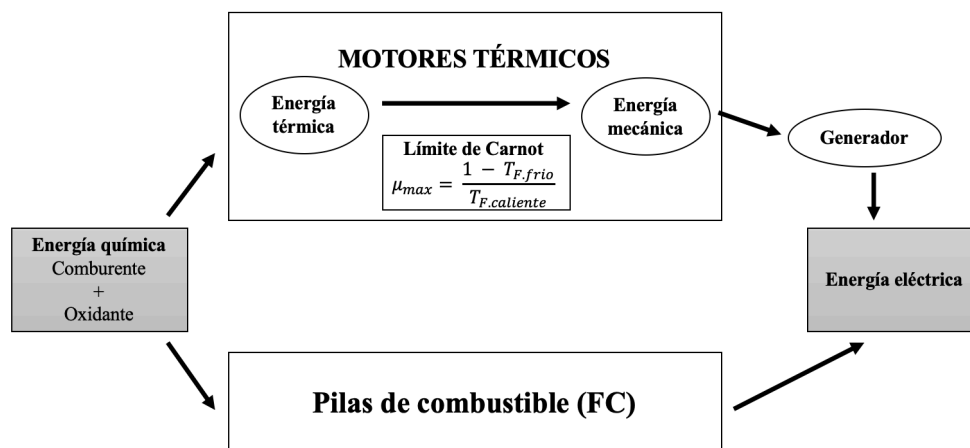 MOTORES TÉRMICOS
Energía
térmica
Energía
mecánica
Límite de Carnot
μmax = 1 − TF.frio / TF.caliente
Generador
Energía química
Comburente
+
Oxidante
Energía eléctrica
Pilas de combustible (FC)